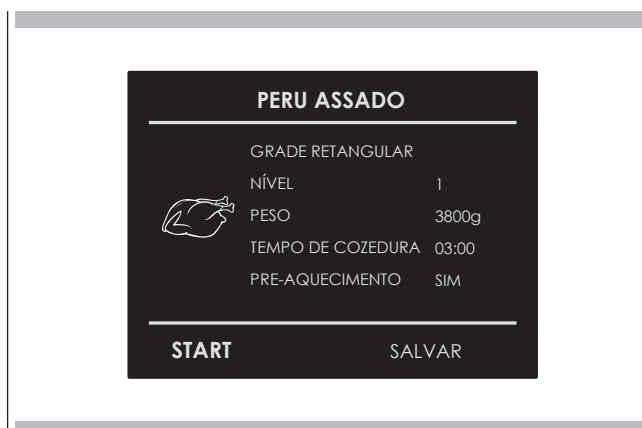 PERU ASSADO
GRADE RETANGULAR
NÍVEL 1
PESO 3800g
TEMPO DE COZEDURA 03:00
PRE-AQUECIMENTO SIM
START SALVAR